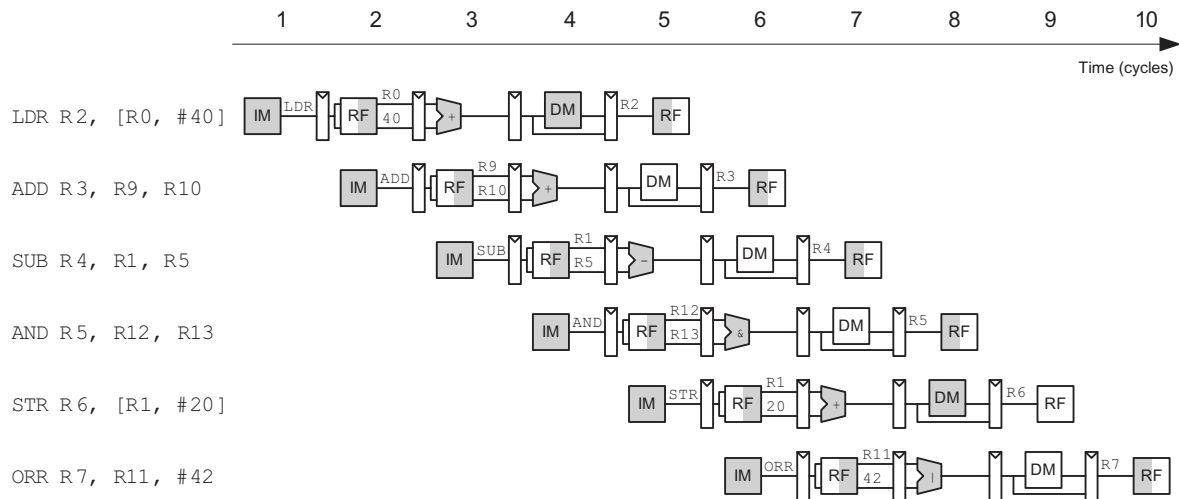 1 2 3 4 5 6 7 8 9 10
Time (cycles)
LDR R2, [R0, #40] IM LDR RF R0 40 + DM R2 RF
ADD R3, R9, R10 IM ADD RF R9 R10 + DM R3 RF
SUB R4, R1, R5 IM SUB RF R1 R5 - DM R4 RF
AND R5, R12, R13 IM AND RF R12 R13 & DM R5 RF
STR R6, [R1, #20] IM STR RF R1 20 + DM R6 RF
ORR R7, R11, #42 IM ORR RF R11 42 | DM R7 RF